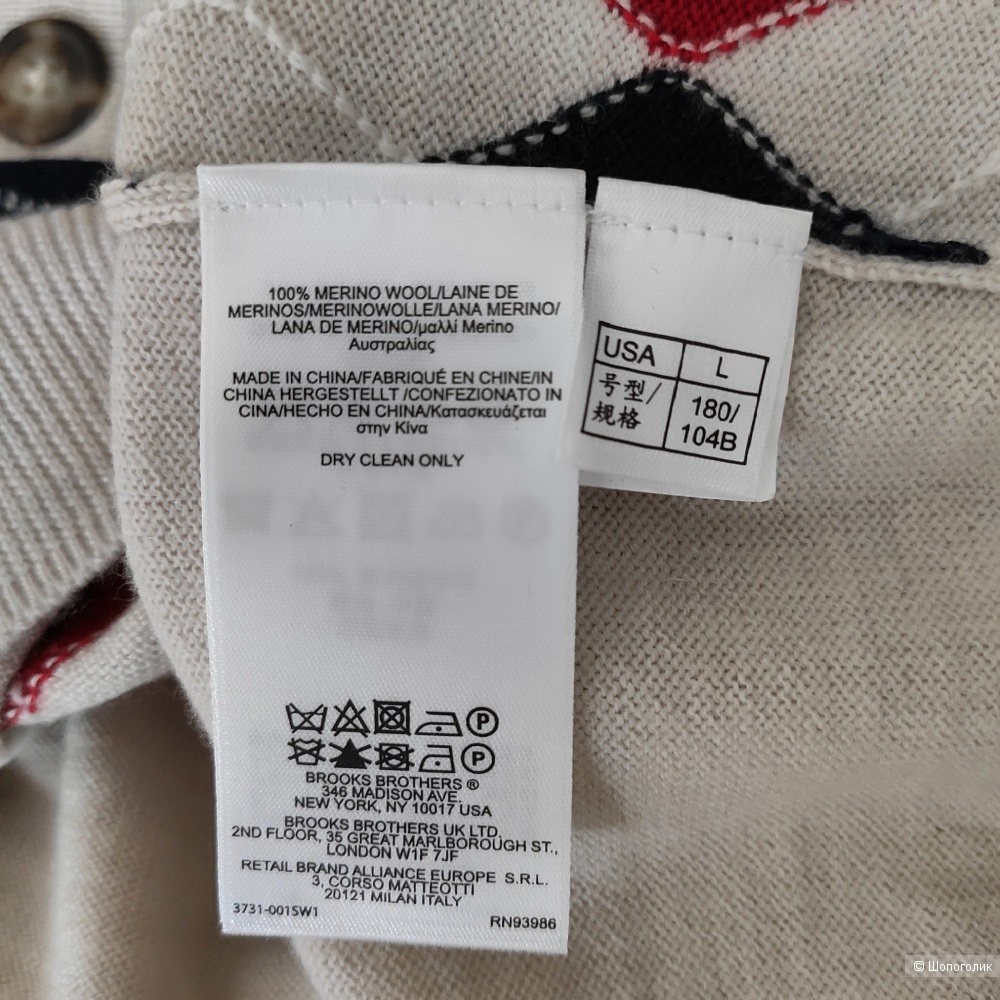 100% MERINO WOOL/LAINE DE
MERINOS/MERINOWOLLE/LANA MERINO/
LANA DE MERINO/μαλλί Merino
Αυστραλίας
MADE IN CHINA/FABRIQUÉ EN CHINE/IN
CHINA HERGESTELLT /CONFEZIONATO IN
CINA/HECHO EN CHINA/Κατασκευάζεται
στην Κίνα
DRY CLEAN ONLY
P
P
BROOKS BROTHERS ®
346 MADISON AVE.
NEW YORK, NY 10017 USA
BROOKS BROTHERS UK LTD.
2ND FLOOR, 35 GREAT MARLBOROUGH ST.,
LONDON W1F 7JF
RETAIL BRAND ALLIANCE EUROPE S.R.L.
3, CORSO MATTEOTTI
20121 MILAN ITALY
3731-001SW1 RN93986
USA L
号型/
规格
180/
104B
© Шопоголик